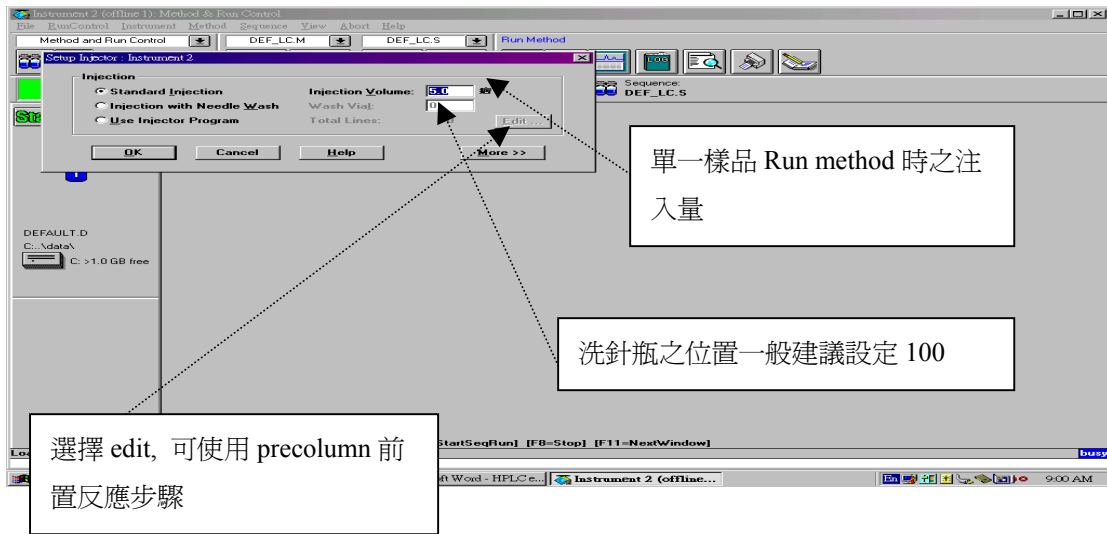 Instrument 2 (offline 1): Method & Run Control
File RunControl Instrument Method Sequence View Abort Help
Method and Run Control DEF_LC.M DEF_LC.S Run Method
Setup Injector : Instrument 2
LOG
Injection
Standard Injection Injection Volume: 5.0
Injection with Needle Wash Wash Vial: 0
Use Injector Program Total Lines: Edit ...
OK Cancel Help More >>
Sequence:
DEF_LC.S
單一樣品 Run method 時之注
入量
DEFAULT.D
C:..\data\
C: >1.0 GB free
洗針瓶之位置一般建議設定 100
選擇 edit, 可使用 precolumn 前
置反應步驟
StartSeqRun] [F8=Stop] [F11=NextWindow]
busy
ft Word - HPLC e... Instrument 2 (offline... En 9:00 AM